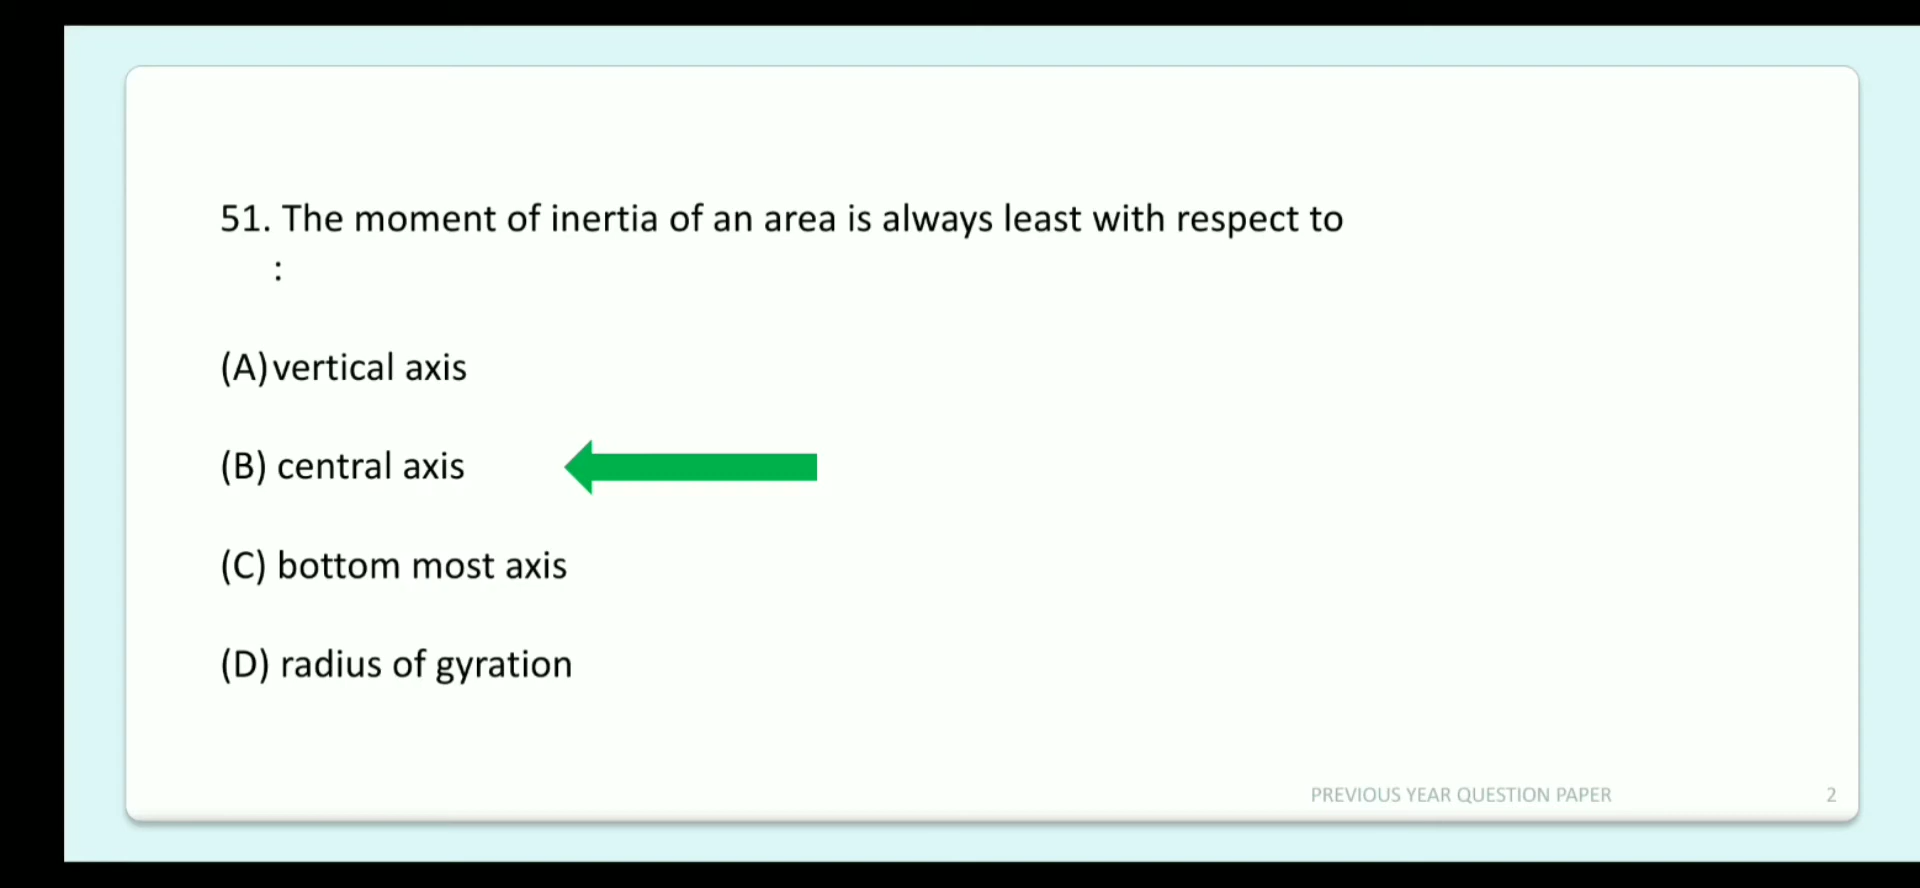 51. The moment of inertia of an area is always least with respect to
:
(A) vertical axis
(B) central axis
(C) bottom most axis
(D) radius of gyration
PREVIOUS YEAR QUESTION PAPER 2